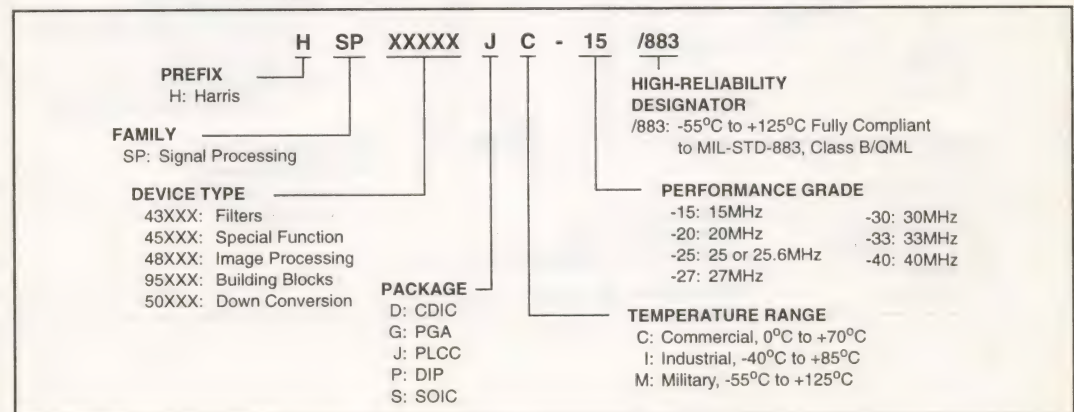 H SP XXXXX J C - 15 /883
PREFIX
H: Harris
FAMILY
SP: Signal Processing
DEVICE TYPE
43XXX: Filters
45XXX: Special Function
48XXX: Image Processing
95XXX: Building Blocks
50XXX: Down Conversion
PACKAGE
D: CDIC
G: PGA
J: PLCC
P: DIP
S: SOIC
HIGH-RELIABILITY
DESIGNATOR
/883: -55°C to +125°C Fully Compliant
to MIL-STD-883, Class B/QML
PERFORMANCE GRADE
-15: 15MHz
-20: 20MHz
-25: 25 or 25.6MHz
-27: 27MHz
-30: 30MHz
-33: 33MHz
-40: 40MHz
TEMPERATURE RANGE
C: Commercial, 0°C to +70°C
I: Industrial, -40°C to +85°C
M: Military, -55°C to +125°C